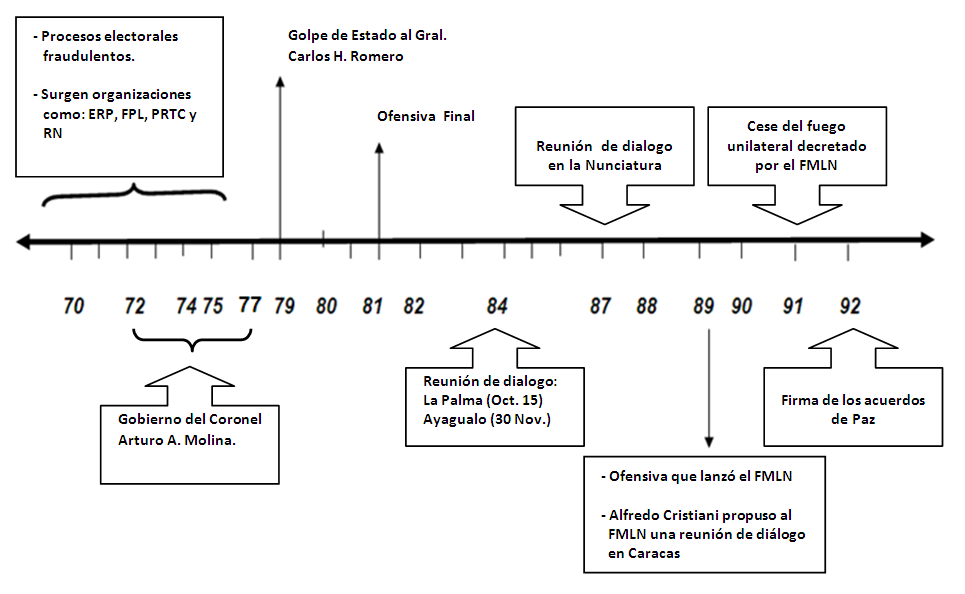 - Procesos electorales
fraudulentos.
- Surgen organizaciones
como: ERP, FPL, PRTC y
RN
Golpe de Estado al Gral.
Carlos H. Romero
Ofensiva Final
Reunión de dialogo
en la Nunciatura
Cese del fuego
unilateral decretado
por el FMLN
70 72 74 75 77 79 80 81 82 84 87 88 89 90 91 92
Gobierno del Coronel
Arturo A. Molina.
Reunión de dialogo:
La Palma (Oct. 15)
Ayagualo (30 Nov.)
- Ofensiva que lanzó el FMLN
- Alfredo Cristiani propuso al
FMLN una reunión de diálogo
en Caracas
Firma de los acuerdos
de Paz